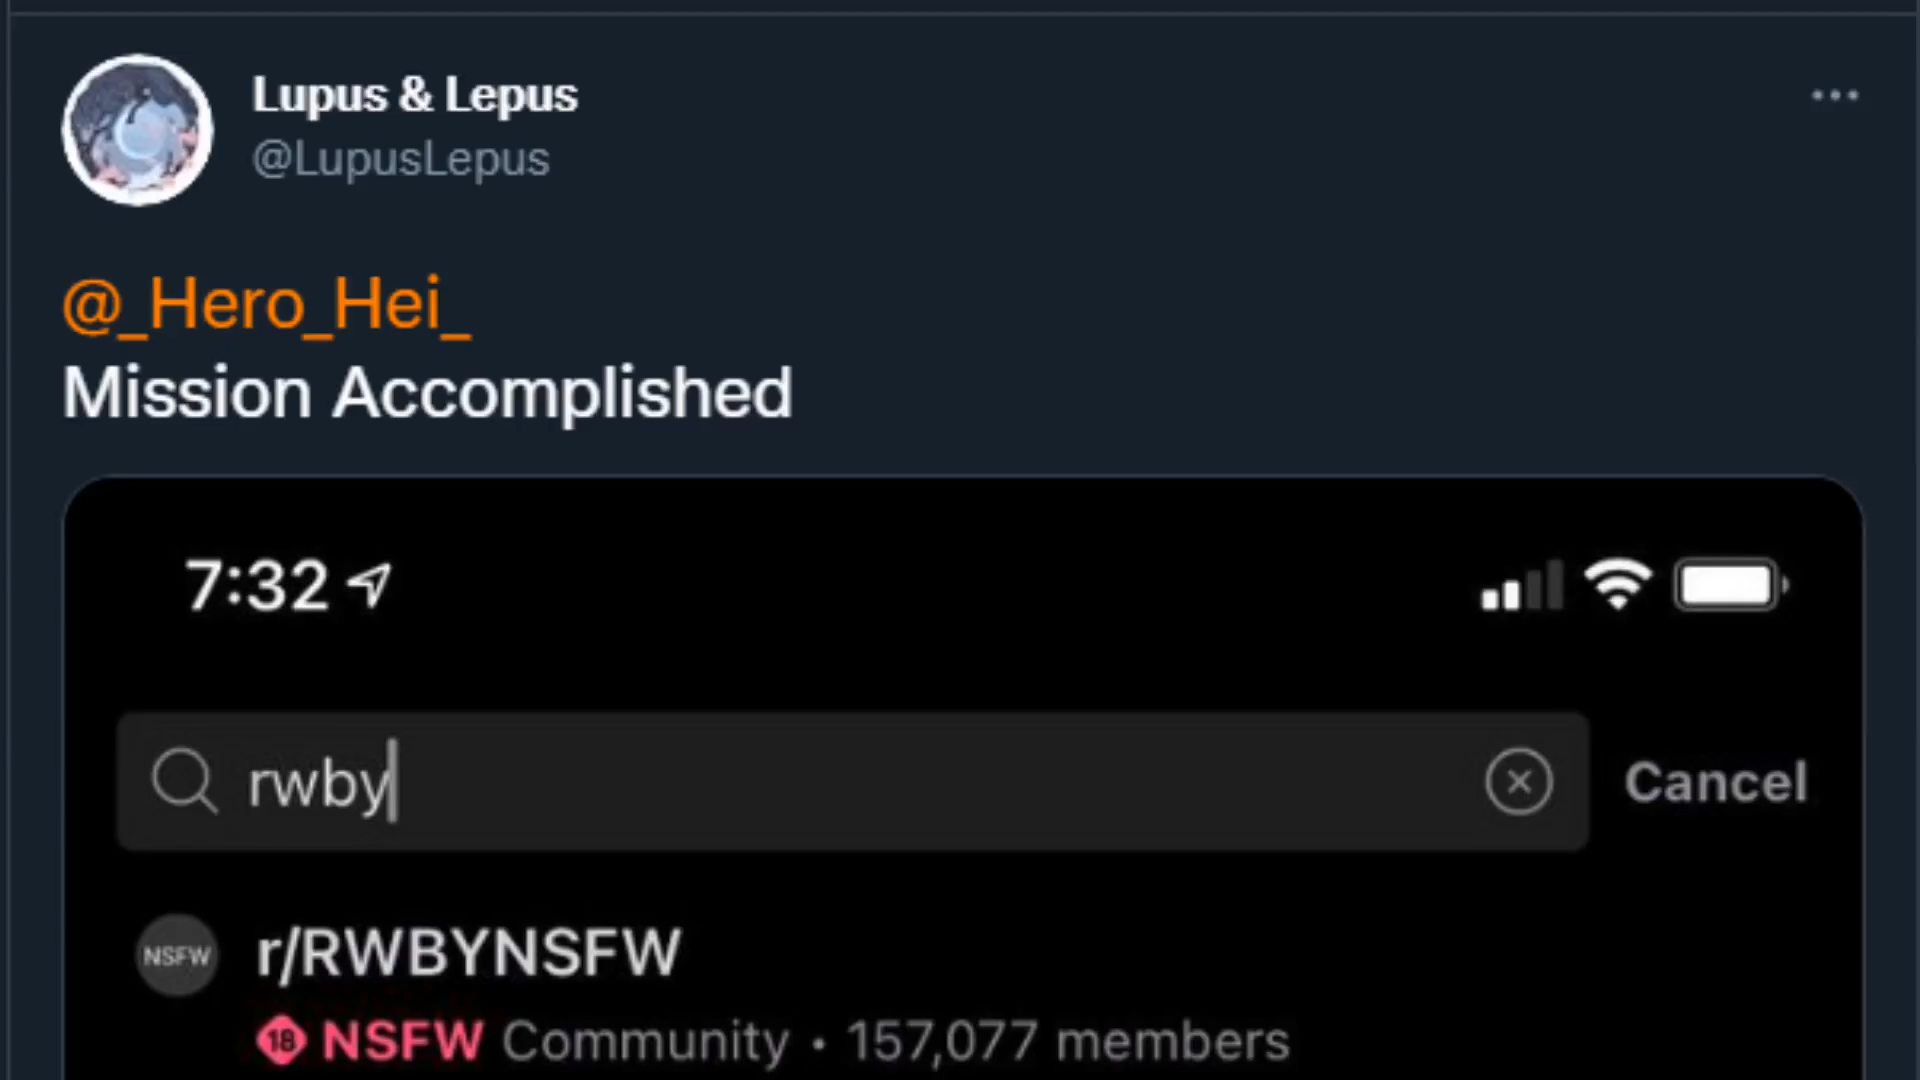 Lupus & Lepus
@LupusLepus
@_Hero_Hei_
Mission Accomplished
7:32
rwby
Cancel
NSFW
r/RWBYNSFW
18 NSFW Community • 157,077 members